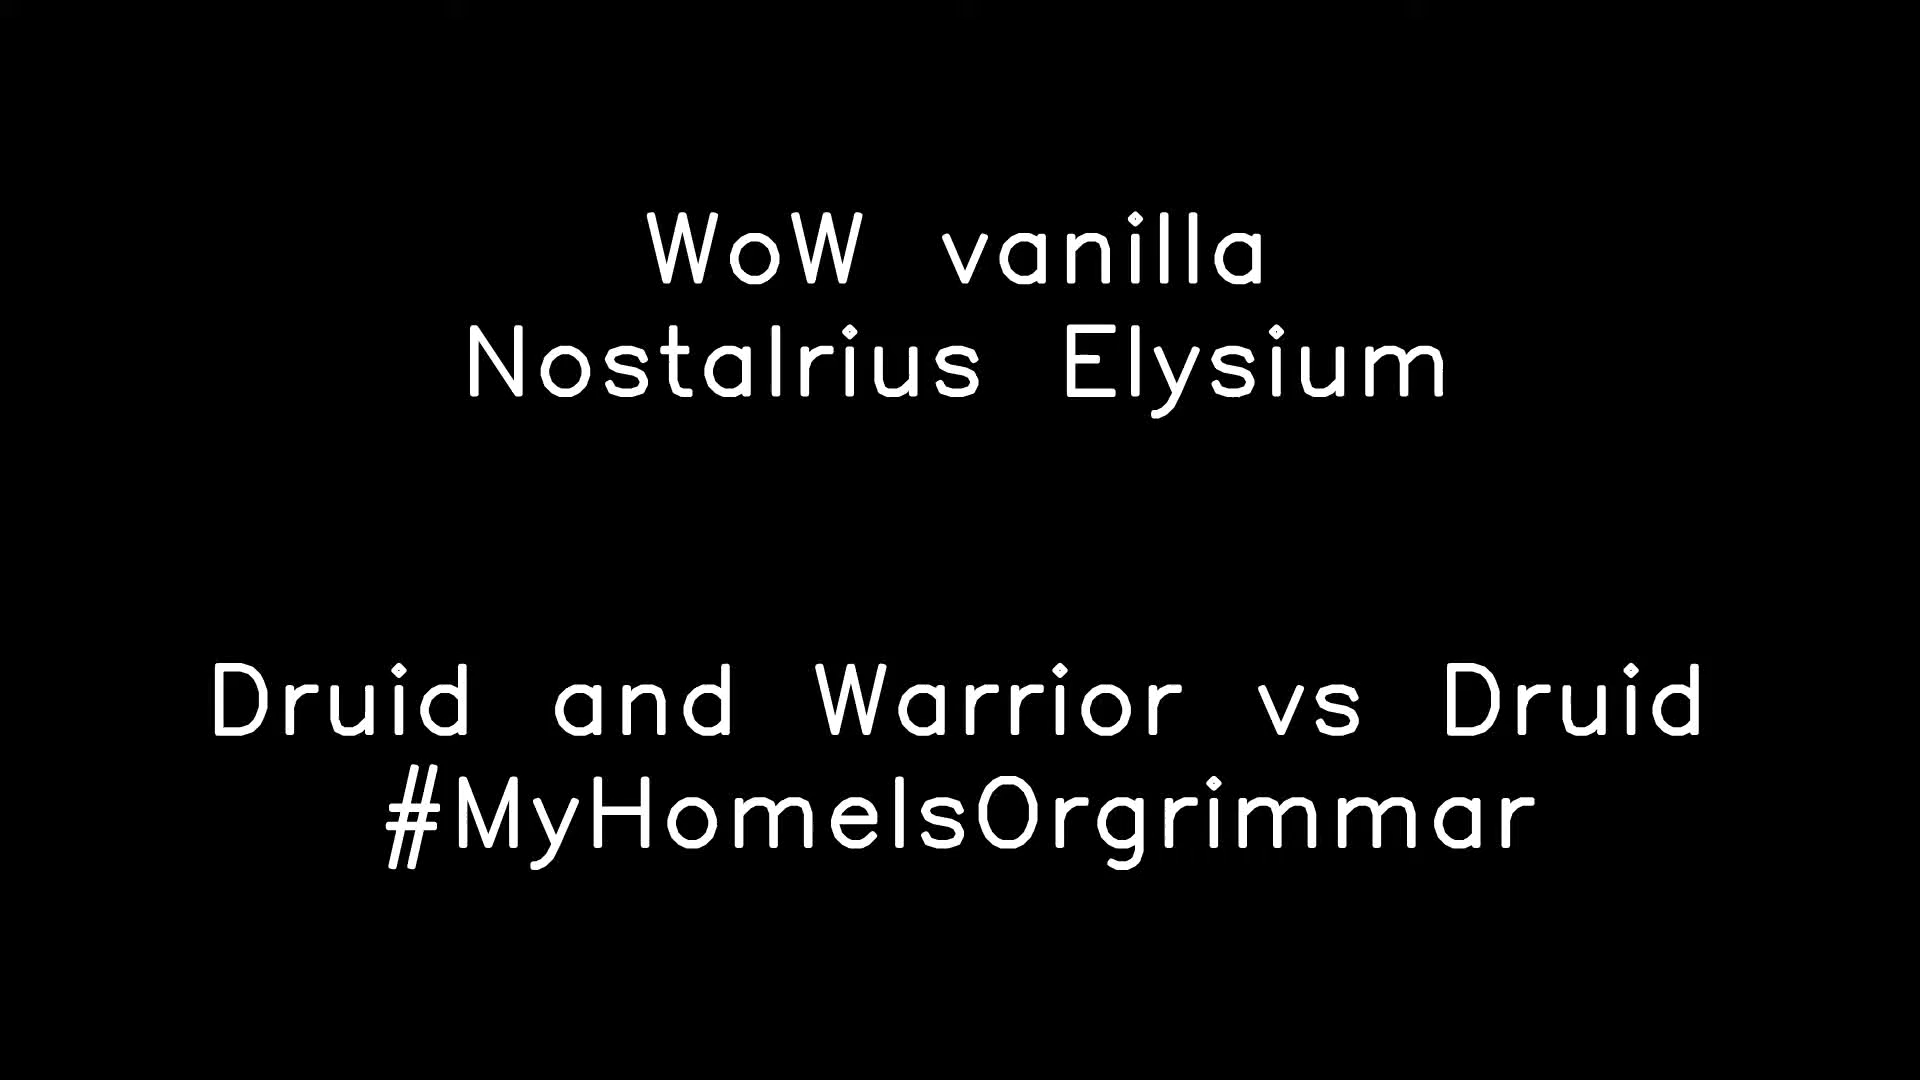 WoW vanilla
Nostalrius Elysium
Druid and Warrior vs Druid
#MyHomeIsOrgrimmar